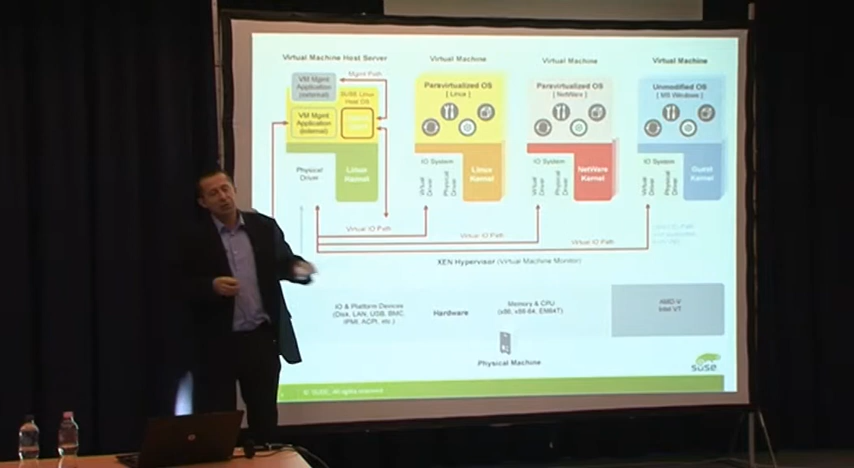 Virtual Machine Host Server
Virtual Machine
Virtual Machine
Virtual Machine
VM Mgmt
Application
(external)
Mgmt Path
SUSE Linux
Host OS
VM Mgmt
Application
(internal)
Paravirtualized OS
[ Linux ]
Paravirtualized OS
[ NetWare ]
Unmodified OS
[ MS Windows ]
Physical
Driver
Linux
Kernel
IO System
Virtual
Driver
Physical
Driver
Linux
Kernel
IO System
Virtual
Driver
Physical
Driver
NetWare
Kernel
IO System
Virtual
Driver
Physical
Driver
Guest
Kernel
Virtual IO Path
Virtual IO Path
Virtual IO Path
XEN Hypervisor (Virtual Machine Monitor)
IO & Platform Devices
(Disk, LAN, USB, BMC,
IPMI, ACPI, etc.)
Hardware
Memory & CPU
(x86, x86-64, EM64T)
AMD-V
Intel VT
Physical Machine
SUSE
© SUSE, All rights reserved